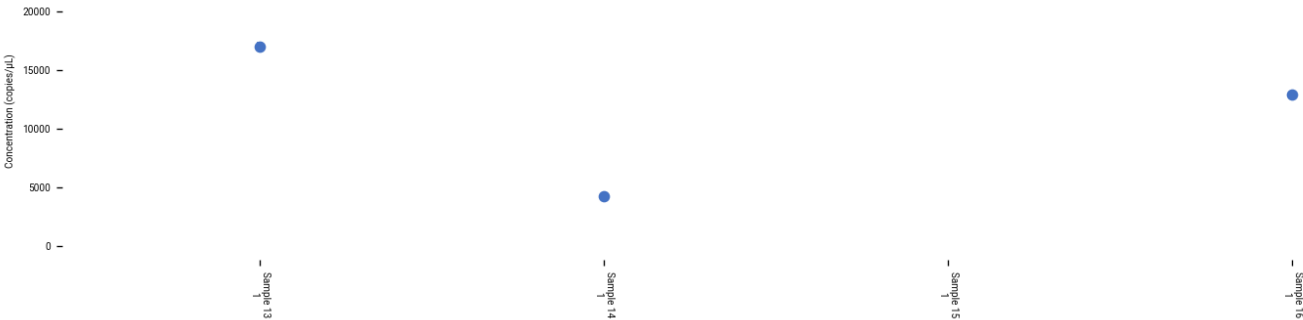 20000
15000
10000
5000
0
Concentration (copies/µL)
Sample 13
1
Sample 14
1
Sample 15
1
Sample 16
1